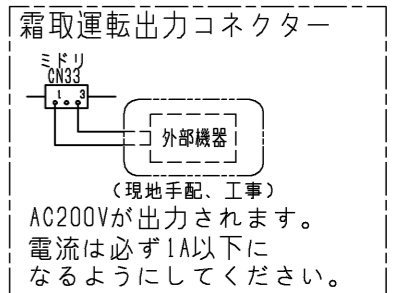 霜取運転出力コネクター
ミドリ
CN33
1 3
外部機器
(現地手配、工事)
AC200Vが出力されます。
電流は必ず1A以下に
なるようにしてください。